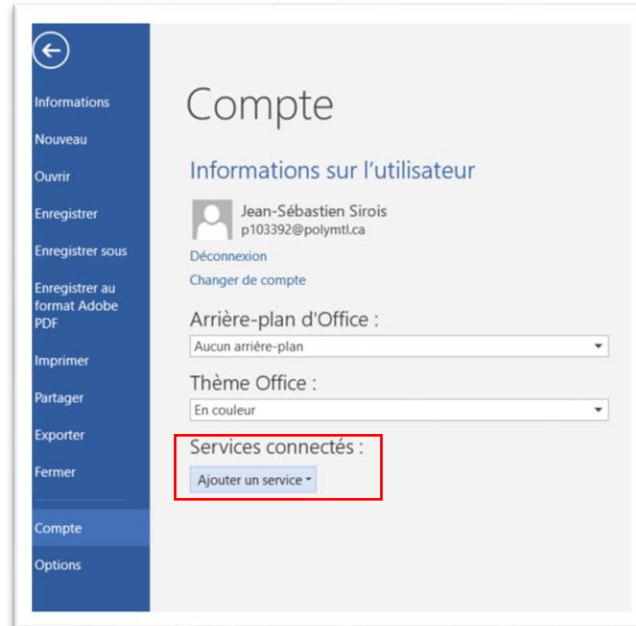 Informations
Nouveau
Ouvrir
Enregistrer
Enregistrer sous
Enregistrer au
format Adobe
PDF
Imprimer
Partager
Exporter
Fermer
Compte
Options
Compte
Informations sur l'utilisateur
Jean-Sébastien Sirois
p103392@polymtl.ca
Déconnexion
Changer de compte
Arrière-plan d'Office :
Aucun arrière-plan
Thème Office :
En couleur
Services connectés :
Ajouter un service